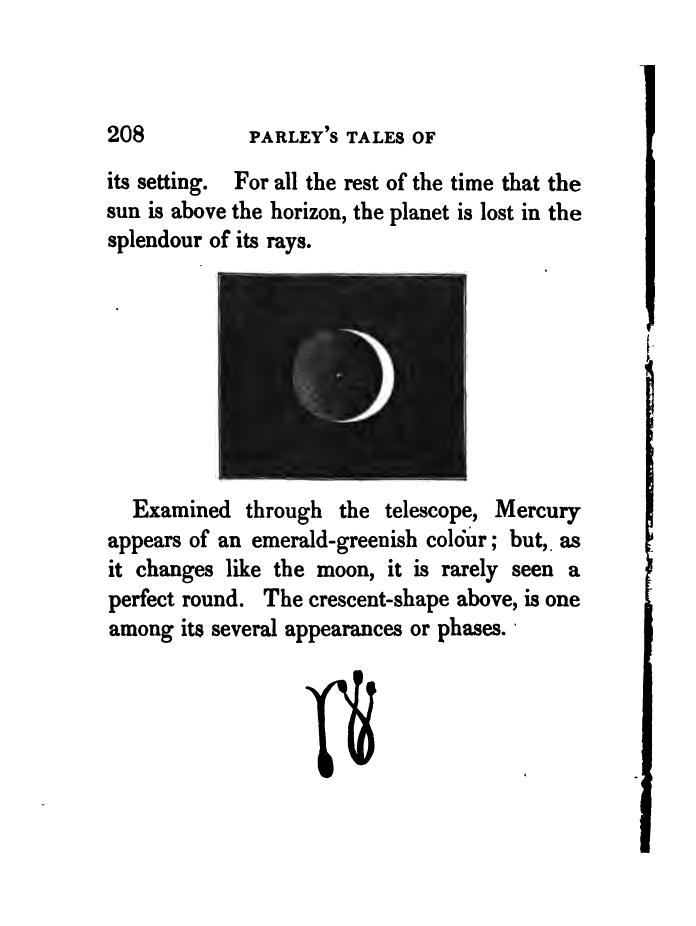 208 PARLEY'S TALES OF
its setting. For all the rest of the time that the
sun is above the horizon, the planet is lost in the
splendour of its rays.
Examined through the telescope, Mercury
appears of an emerald-greenish colour; but, as
it changes like the moon, it is rarely seen a
perfect round. The crescent-shape above, is one
among its several appearances or phases.